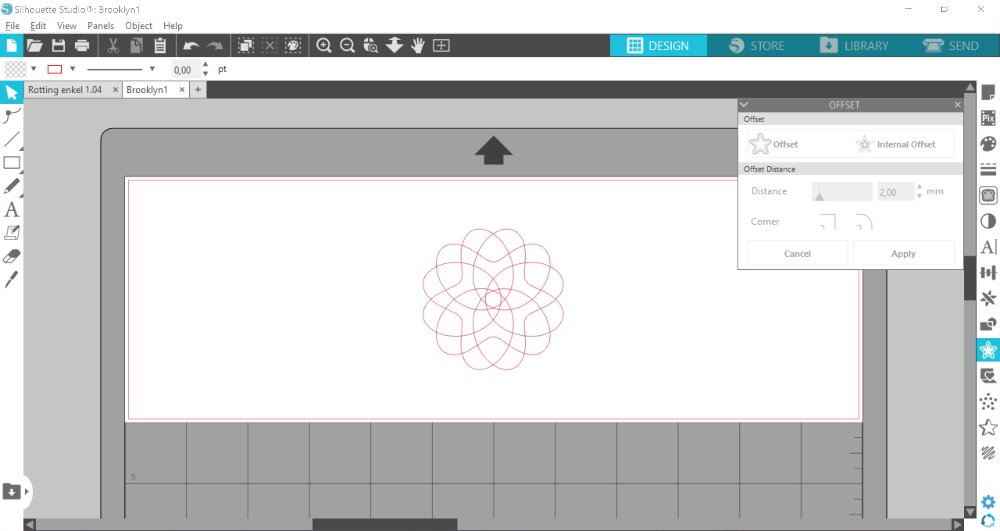 Silhouette Studio®: Brooklyn1
File Edit View Panels Object Help
DESIGN STORE LIBRARY SEND
0,00 pt
Rotting enkel 1.04 Brooklyn1
OFFSET
Offset
Offset Internal Offset
Offset Distance
Distance 2,00 mm
Corner
Cancel Apply
Pix
5